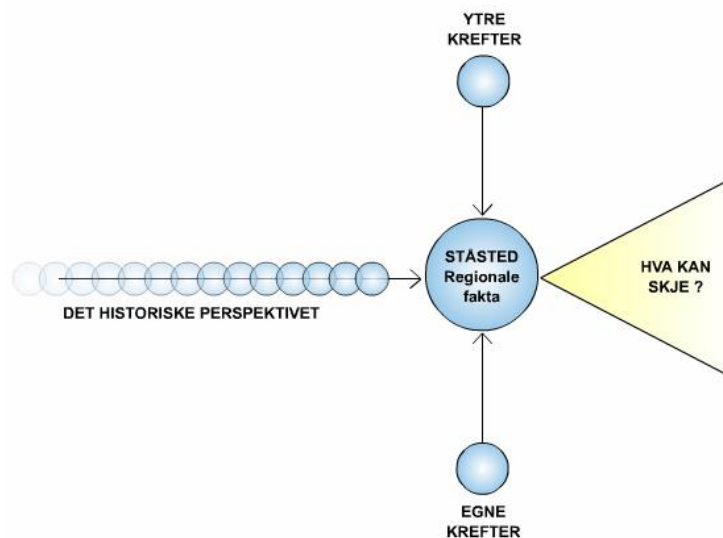 YTRE
KREFTER
STÅSTED
Regionale
fakta
HVA KAN
SKJE ?
DET HISTORISKE PERSPEKTIVET
EGNE
KREFTER